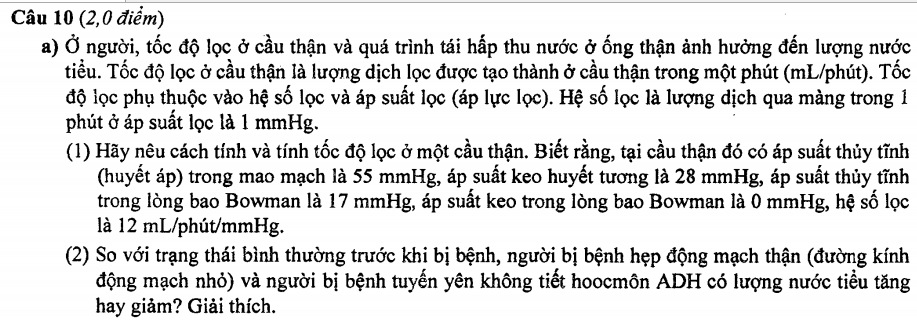 Câu 10 (2,0 điểm)
a) Ở người, tốc độ lọc ở cầu thận và quá trình tái hấp thu nước ở ống thận ảnh hưởng đến lượng nước
tiểu. Tốc độ lọc ở cầu thận là lượng dịch lọc được tạo thành ở cầu thận trong một phút (mL/phút). Tốc
độ lọc phụ thuộc vào hệ số lọc và áp suất lọc (áp lực lọc). Hệ số lọc là lượng dịch qua màng trong 1
phút ở áp suất lọc là 1 mmHg.
(1) Hãy nêu cách tính và tính tốc độ lọc ở một cầu thận. Biết rằng, tại cầu thận đó có áp suất thủy tĩnh
(huyết áp) trong mao mạch là 55 mmHg, áp suất keo huyết tương là 28 mmHg, áp suất thủy tĩnh
trong lòng bao Bowman là 17 mmHg, áp suất keo trong lòng bao Bowman là 0 mmHg, hệ số lọc
là 12 mL/phút/mmHg.
(2) So với trạng thái bình thường trước khi bị bệnh, người bị bệnh hẹp động mạch thận (đường kính
động mạch nhỏ) và người bị bệnh tuyến yên không tiết hoocmôn ADH có lượng nước tiểu tăng
hay giảm? Giải thích.